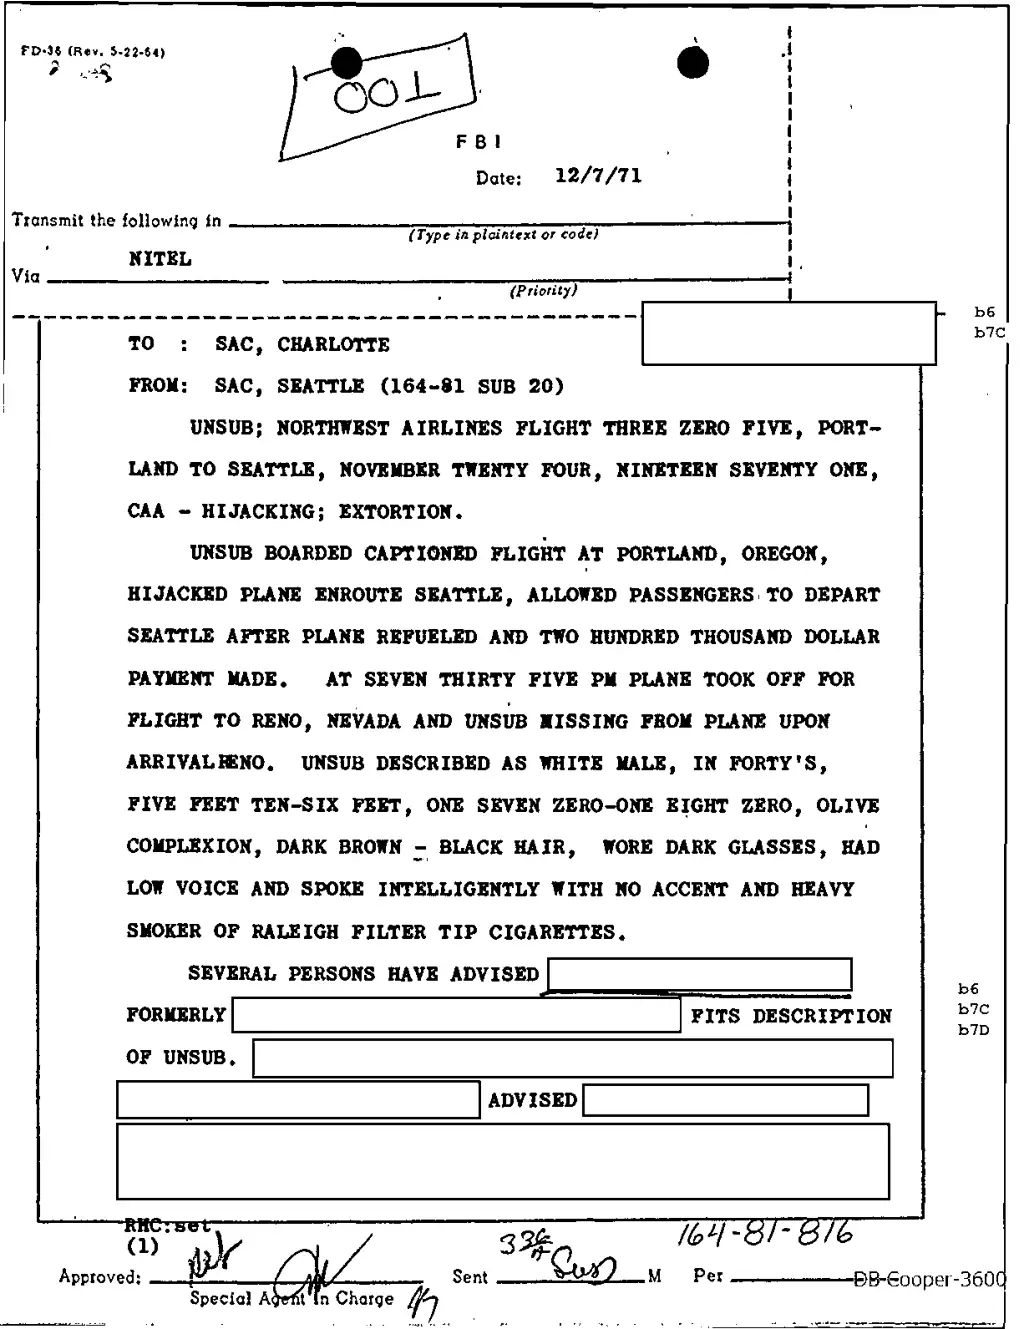 FD-36 (Rev. 5-22-64)
001
FBI
Date: 12/7/71
Transmit the following in
(Type in plaintext or code)
NITEL
Via
(Priority)
b6
b7C
TO : SAC, CHARLOTTE
FROM: SAC, SEATTLE (164-81 SUB 20)
UNSUB; NORTHWEST AIRLINES FLIGHT THREE ZERO FIVE, PORT-
LAND TO SEATTLE, NOVEMBER TWENTY FOUR, NINETEEN SEVENTY ONE,
CAA - HIJACKING; EXTORTION.
UNSUB BOARDED CAPTIONED FLIGHT AT PORTLAND, OREGON,
HIJACKED PLANE ENROUTE SEATTLE, ALLOWED PASSENGERS TO DEPART
SEATTLE AFTER PLANE REFUELED AND TWO HUNDRED THOUSAND DOLLAR
PAYMENT MADE. AT SEVEN THIRTY FIVE PM PLANE TOOK OFF FOR
FLIGHT TO RENO, NEVADA AND UNSUB MISSING FROM PLANE UPON
ARRIVAL RENO. UNSUB DESCRIBED AS WHITE MALE, IN FORTY'S,
FIVE FEET TEN-SIX FEET, ONE SEVEN ZERO-ONE EIGHT ZERO, OLIVE
COMPLEXION, DARK BROWN - BLACK HAIR, WORE DARK GLASSES, HAD
LOW VOICE AND SPOKE INTELLIGENTLY WITH NO ACCENT AND HEAVY
SMOKER OF RALEIGH FILTER TIP CIGARETTES.
SEVERAL PERSONS HAVE ADVISED
b6
FORMERLY FITS DESCRIPTION b7C
b7D
OF UNSUB.
ADVISED
RHC:set
(1)
336 A
164-81-816
Approved: Sent M Per
DB Cooper-3600
Special Agent in Charge